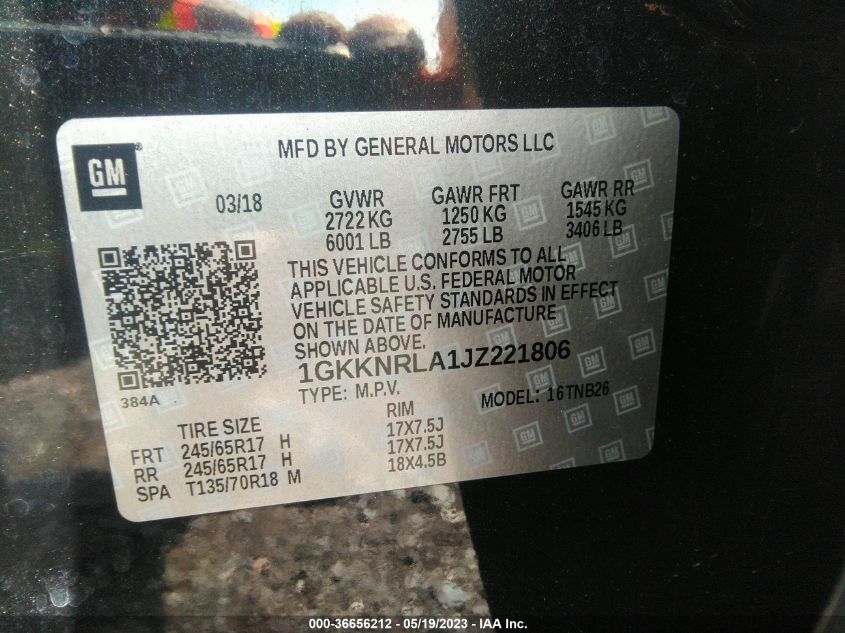 MFD BY GENERAL MOTORS LLC
GM
03/18
GVWR
2722 KG
6001 LB
GAWR FRT
1250 KG
2755 LB
GAWR RR
1545 KG
3406 LB
THIS VEHICLE CONFORMS TO ALL
APPLICABLE U.S. FEDERAL MOTOR
VEHICLE SAFETY STANDARDS IN EFFECT
ON THE DATE OF MANUFACTURE
SHOWN ABOVE.
1GKKNRLA1JZ221806
384A
TYPE: M.P.V.
MODEL: 16TNB26
TIRE SIZE
RIM
FRT 245/65R17 H 17X7.5J
RR 245/65R17 H 17X7.5J
SPA T135/70R18 M 18X4.5B
000-36656212 - 05/19/2023 - IAA Inc.